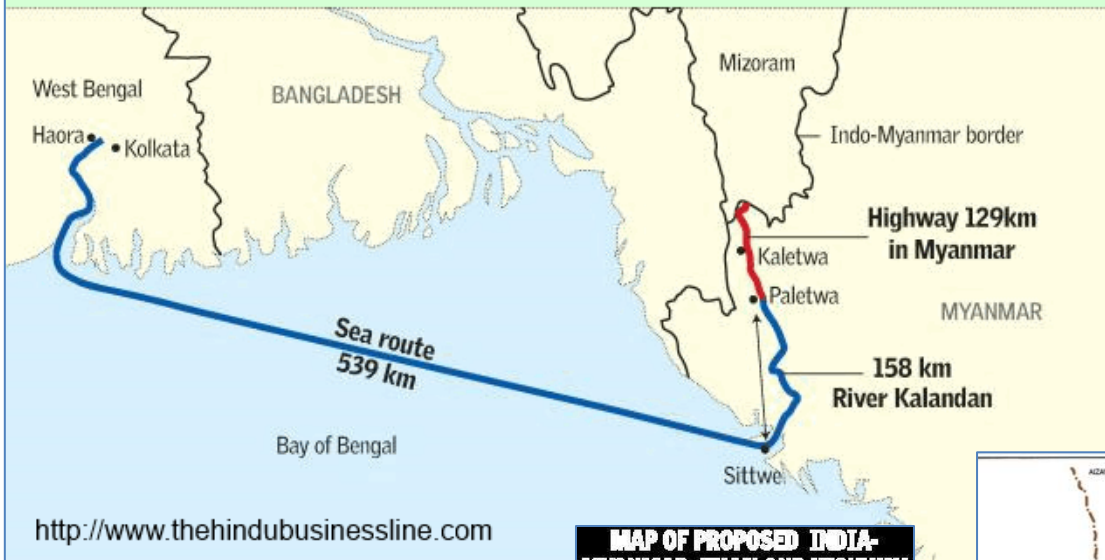 Mizoram
West Bengal
BANGLADESH
Haora
Kolkata
Indo-Myanmar border
Highway 129km
in Myanmar
Kaletwa
Paletwa
MYANMAR
Sea route
539 km
158 km
River Kalandan
Bay of Bengal
Sittwe
http://www.thehindubusinessline.com
MAP OF PROPOSED INDIA-